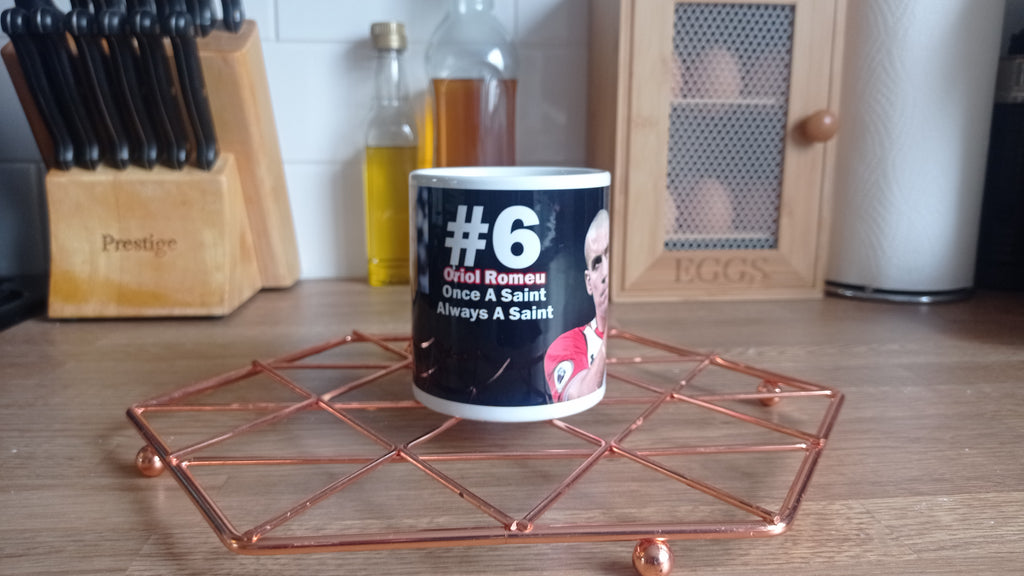 Prestige
#6
Oriol Romeu
Once A Saint
Always A Saint
EGGS